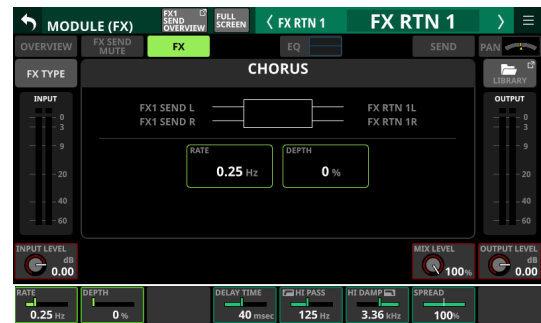 MODULE (FX)
FX1
SEND
OVERVIEW
FULL
SCREEN
FX RTN 1
FX RTN 1
OVERVIEW
FX SEND
MUTE
FX
EQ
SEND
PAN
FX TYPE
CHORUS
LIBRARY
INPUT
OUTPUT
0
3
9
20
40
60
FX1 SEND L
FX1 SEND R
FX RTN 1L
FX RTN 1R
RATE
0.25 Hz
DEPTH
0 %
0
3
9
20
40
60
INPUT LEVEL
dB
0.00
MIX LEVEL
100%
OUTPUT LEVEL
dB
0.00
RATE
0.25 Hz
DEPTH
0 %
DELAY TIME
40 msec
HI PASS
125 Hz
HI DAMP
3.36 kHz
SPREAD
100%